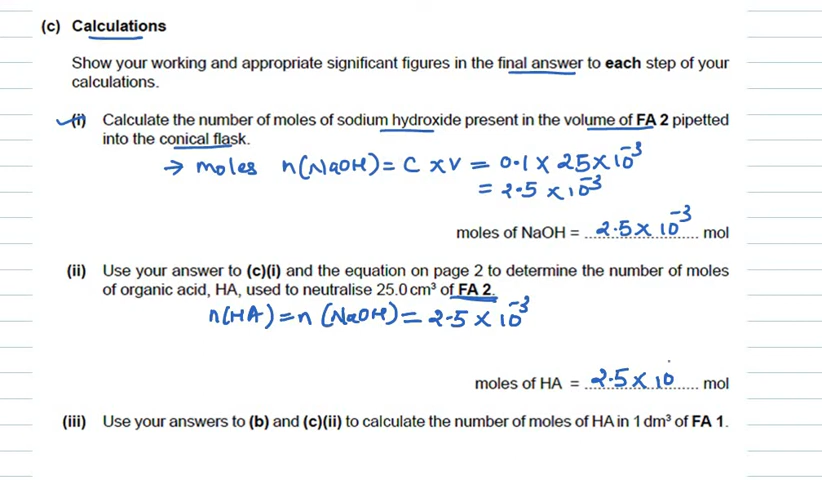 (c) Calculations
Show your working and appropriate significant figures in the final answer to each step of your
calculations.
(i) Calculate the number of moles of sodium hydroxide present in the volume of FA 2 pipetted
into the conical flask.
→ moles n(NaOH) = C x V = 0.1 x 25 x 10⁻³
= 2.5 x 10⁻³
moles of NaOH = 2.5 x 10⁻³ mol
(ii) Use your answer to (c)(i) and the equation on page 2 to determine the number of moles
of organic acid, HA, used to neutralise 25.0 cm³ of FA 2.
n(HA) = n (NaOH) = 2.5 x 10⁻³
moles of HA = 2.5 x 10 mol
(iii) Use your answers to (b) and (c)(ii) to calculate the number of moles of HA in 1 dm³ of FA 1.